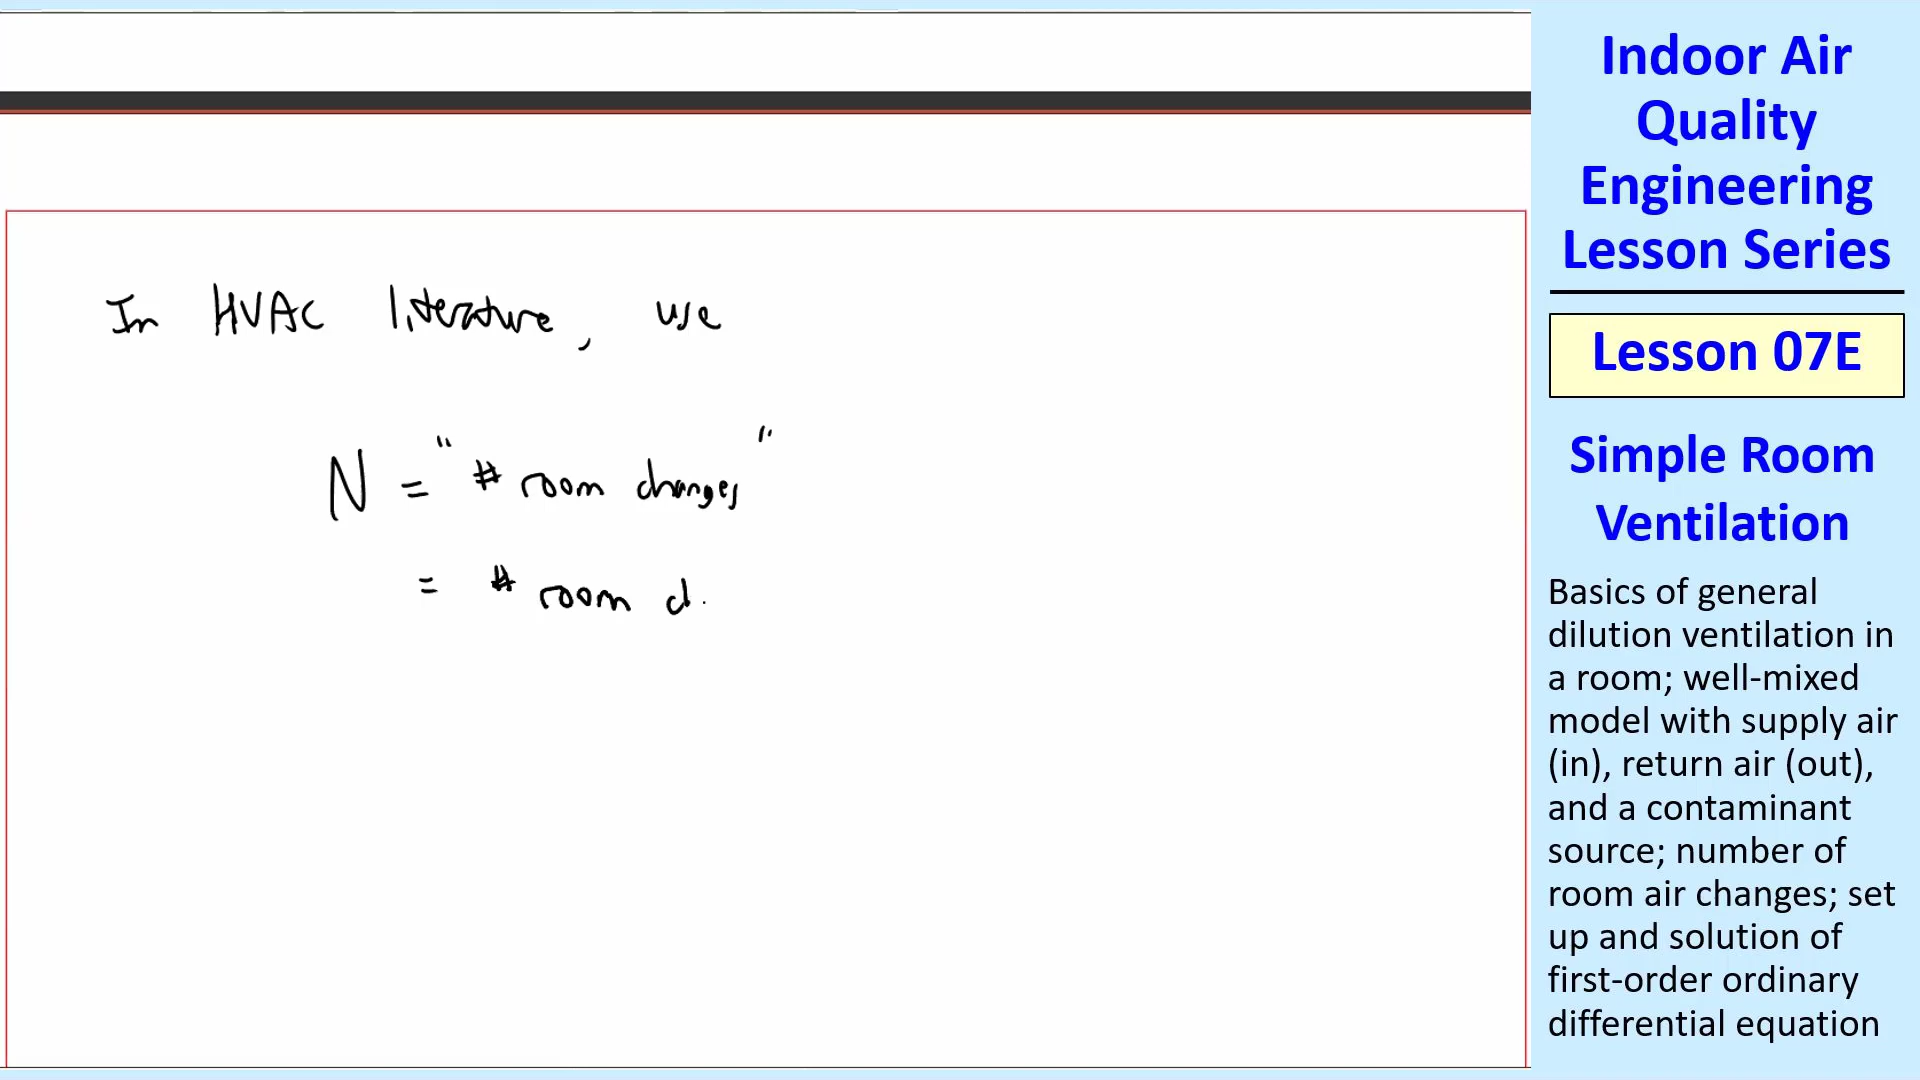 In HVAC literature, use
N = "# room changes"
= # room
Indoor Air
Quality
Engineering
Lesson Series
Lesson 07E
Simple Room
Ventilation
Basics of general
dilution ventilation in
a room; well-mixed
model with supply air
(in), return air (out),
and a contaminant
source; number of
room air changes; set
up and solution of
first-order ordinary
differential equation